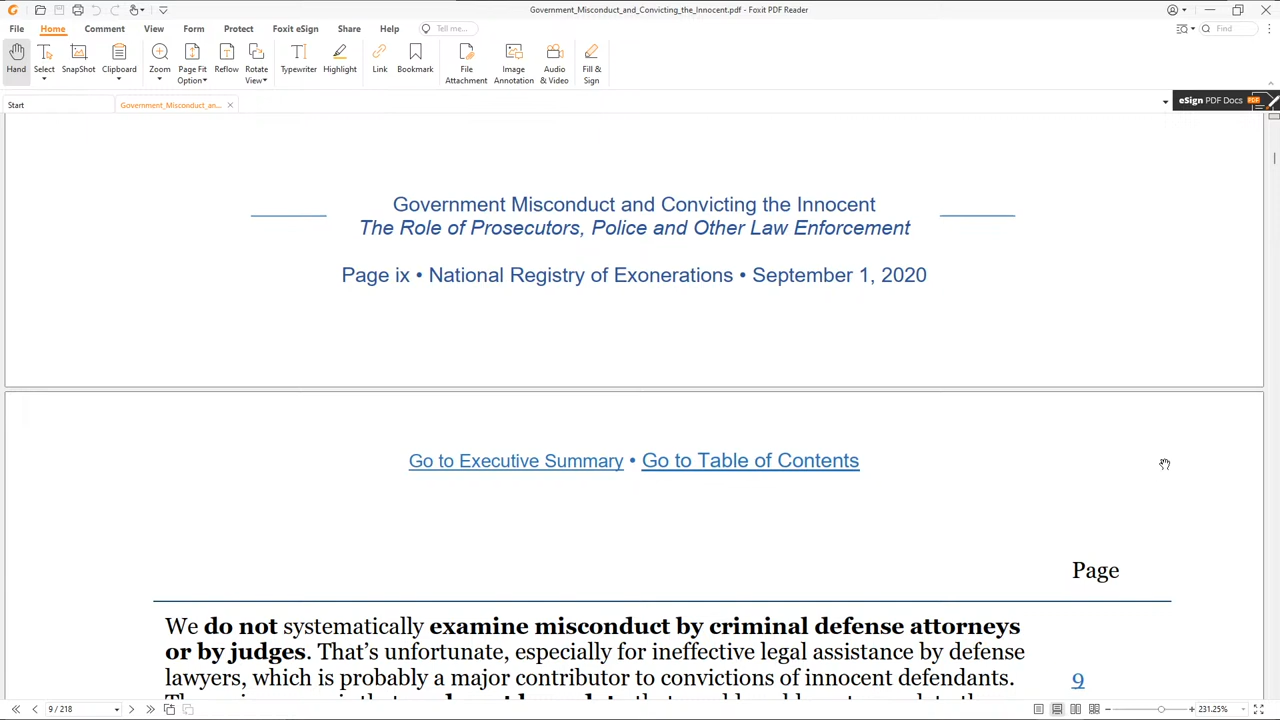 Government_Misconduct_and_Convicting_the_Innocent.pdf - Foxit PDF Reader
File Home Comment View Form Protect Foxit eSign Share Help Tell me... Find
Hand Select SnapShot Clipboard Zoom Page Fit Option Reflow Rotate View Typewriter Highlight Link Bookmark File Attachment Image Annotation Audio & Video Fill & Sign
Start Government_Misconduct_an... eSign PDF Docs PDF
Government Misconduct and Convicting the Innocent
The Role of Prosecutors, Police and Other Law Enforcement
Page ix • National Registry of Exonerations • September 1, 2020
Go to Executive Summary • Go to Table of Contents
Page
We do not systematically examine misconduct by criminal defense attorneys
or by judges. That's unfortunate, especially for ineffective legal assistance by defense
lawyers, which is probably a major contributor to convictions of innocent defendants. 9
9 / 218 231.25%